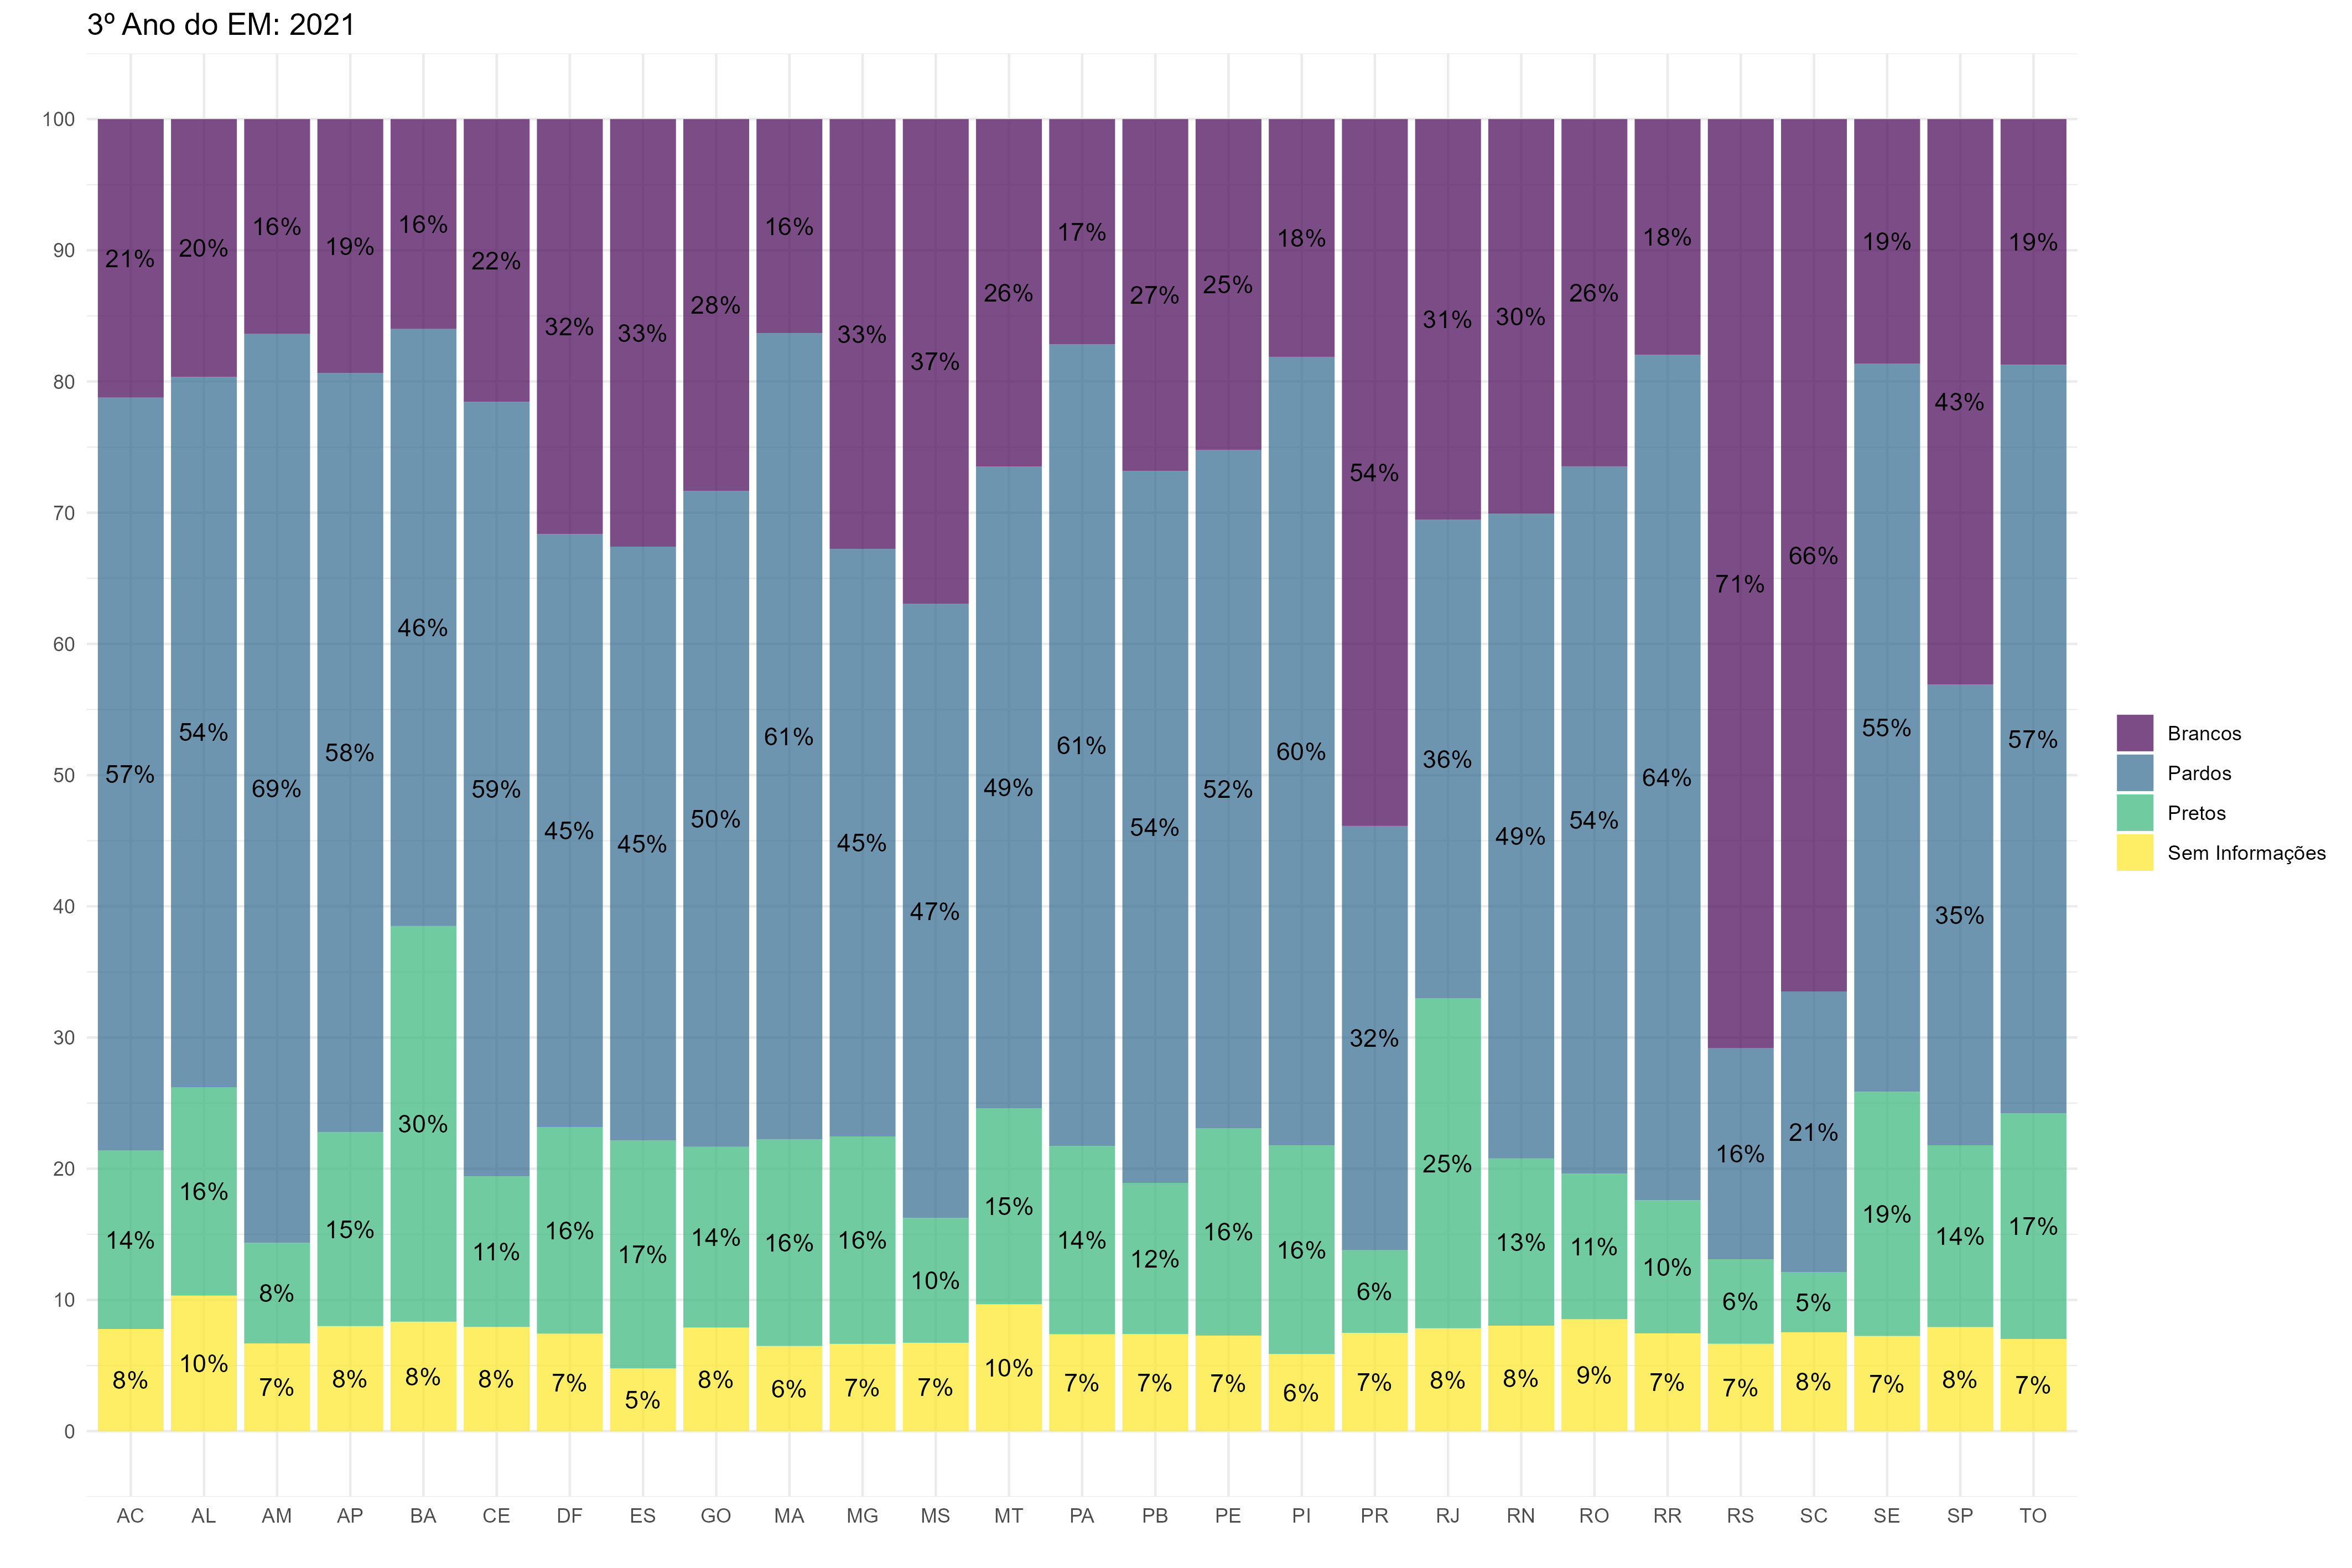 3º Ano do EM: 2021
100
90
80
70
60
50
40
30
20
10
0
21% 20% 16% 19% 16% 22% 32% 33% 28% 16% 33% 37% 26% 17% 27% 25% 18% 54% 31% 30% 26% 18% 71% 66% 19% 43% 19%
57% 54% 69% 58% 46% 59% 45% 45% 50% 61% 45% 47% 49% 61% 54% 52% 60% 32% 36% 49% 54% 64% 16% 21% 55% 35% 57%
14% 16% 8% 15% 30% 11% 16% 17% 14% 16% 16% 10% 15% 14% 12% 16% 16% 6% 25% 13% 11% 10% 6% 5% 19% 14% 17%
8% 10% 7% 8% 8% 8% 7% 5% 8% 6% 7% 7% 10% 7% 7% 7% 6% 7% 8% 8% 9% 7% 7% 8% 7% 8% 7%
AC AL AM AP BA CE DF ES GO MA MG MS MT PA PB PE PI PR RJ RN RO RR RS SC SE SP TO
Brancos
Pardos
Pretos
Sem Informações